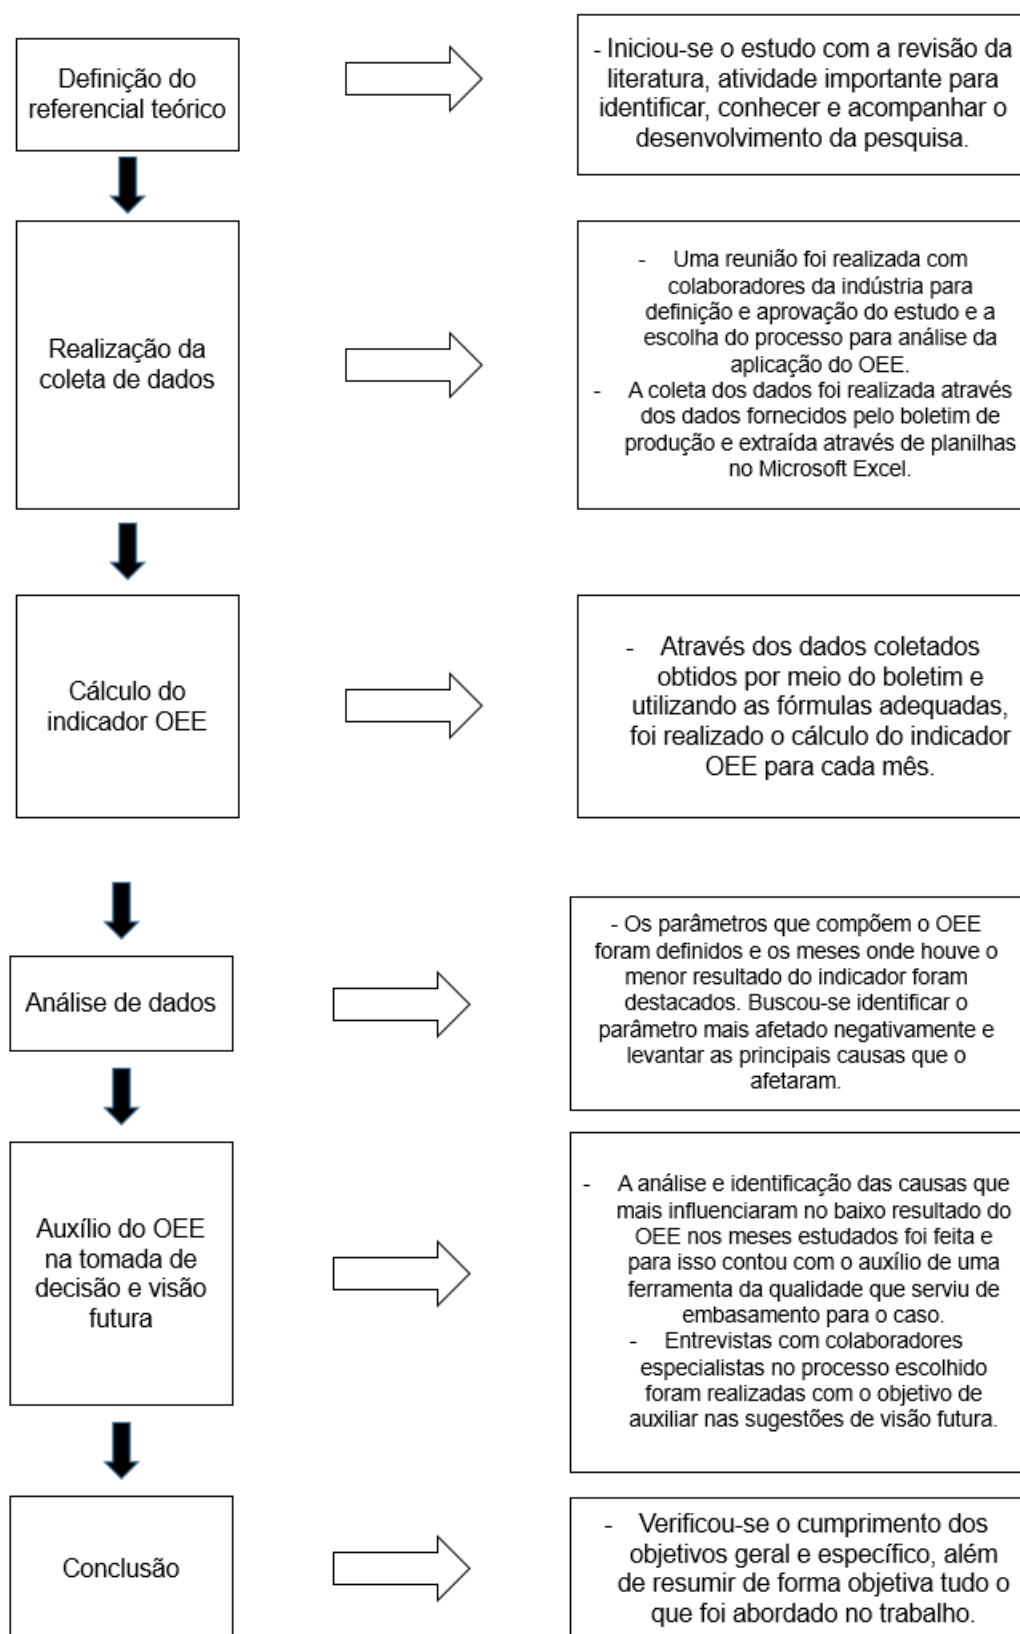 Definição do
referencial teórico
- Iniciou-se o estudo com a revisão da
literatura, atividade importante para
identificar, conhecer e acompanhar o
desenvolvimento da pesquisa.
Realização da
coleta de dados
- Uma reunião foi realizada com
colaboradores da indústria para
definição e aprovação do estudo e a
escolha do processo para análise da
aplicação do OEE.
- A coleta dos dados foi realizada através
dos dados fornecidos pelo boletim de
produção e extraída através de planilhas
no Microsoft Excel.
Cálculo do
indicador OEE
- Através dos dados coletados
obtidos por meio do boletim e
utilizando as fórmulas adequadas,
foi realizado o cálculo do indicador
OEE para cada mês.
Análise de dados
- Os parâmetros que compõem o OEE
foram definidos e os meses onde houve o
menor resultado do indicador foram
destacados. Buscou-se identificar o
parâmetro mais afetado negativamente e
levantar as principais causas que o
afetaram.
Auxílio do OEE
na tomada de
decisão e visão
futura
- A análise e identificação das causas que
mais influenciaram no baixo resultado do
OEE nos meses estudados foi feita e
para isso contou com o auxílio de uma
ferramenta da qualidade que serviu de
embasamento para o caso.
- Entrevistas com colaboradores
especialistas no processo escolhido
foram realizadas com o objetivo de
auxiliar nas sugestões de visão futura.
Conclusão
- Verificou-se o cumprimento dos
objetivos geral e específico, além
de resumir de forma objetiva tudo o
que foi abordado no trabalho.